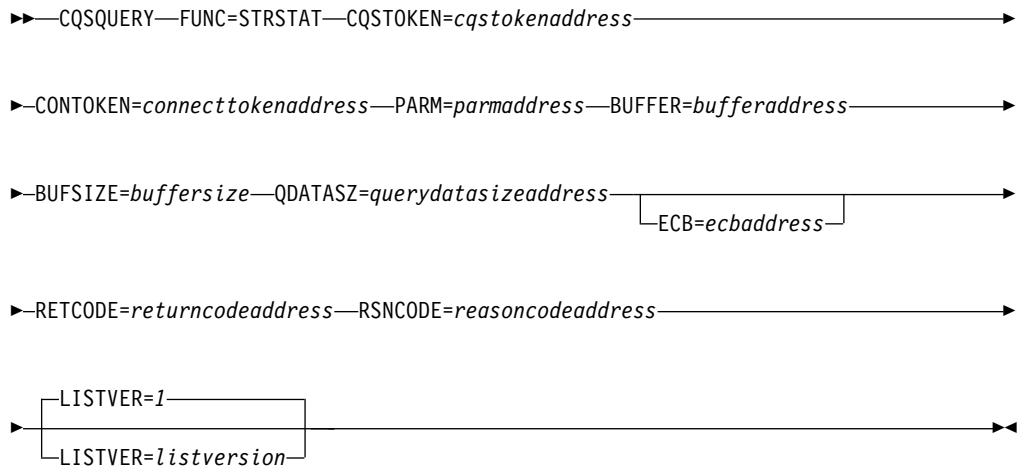 CQSQUERY FUNC=STRSTAT CQSTOKEN=cqstokenaddress
CONTOKEN=connecttokenaddress PARM=parmaddress BUFFER=bufferaddress
BUFSIZE=buffersize QDATASZ=querydatasizeaddress
ECB=ecbaddress
RETCODE=returncodeaddress RSNCODE=reasoncodeaddress
LISTVER=1
LISTVER=listversion